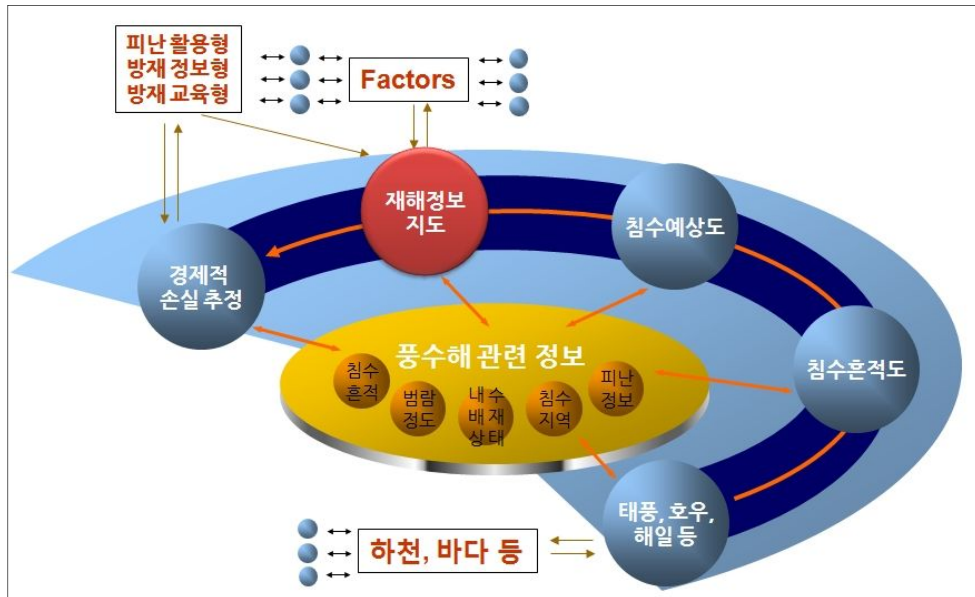 피난 활용형
방재 정보형
방재 교육형
Factors
재해정보
지도
침수예상도
경제적
손실 추정
침수흔적도
풍수해 관련 정보
침수
흔적
범람
정도
내 수
배 재
상태
침수
지역
피난
정보
태풍, 호우,
해일 등
하천, 바다 등